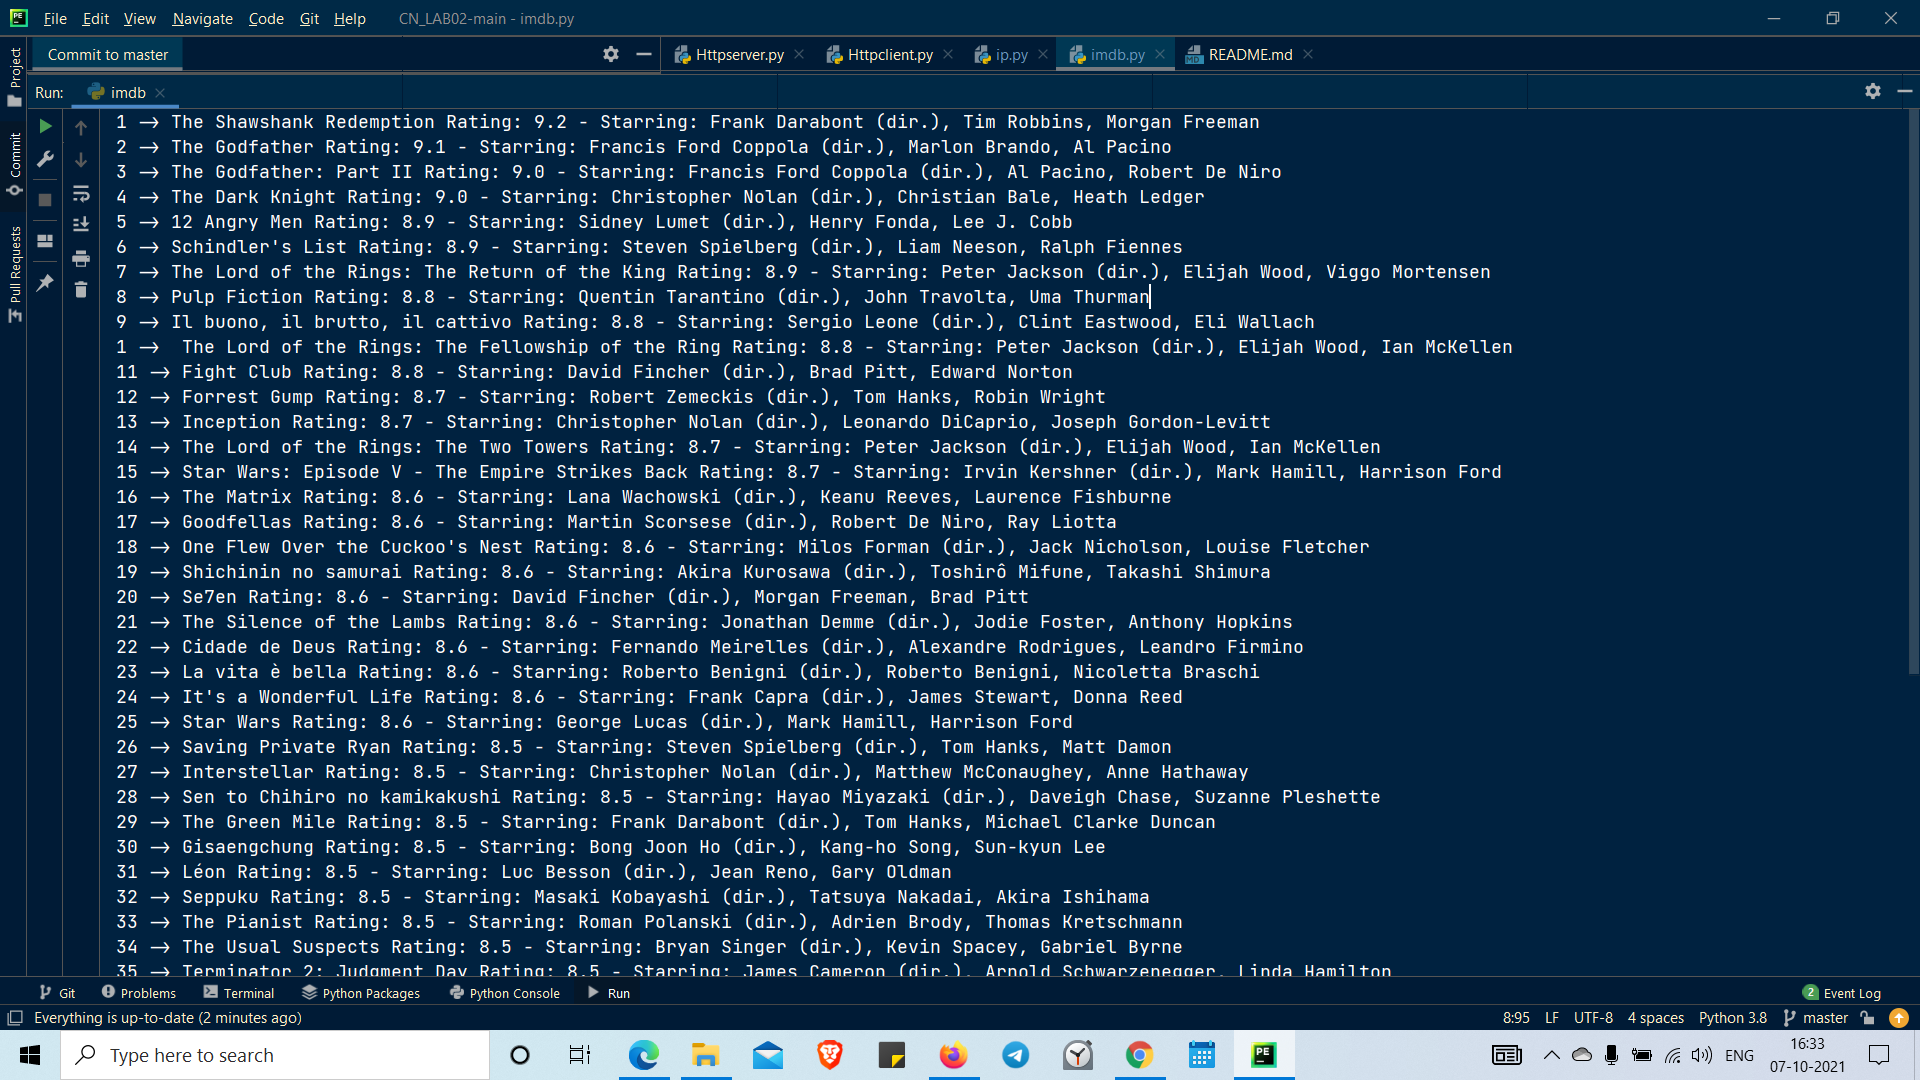 File Edit View Navigate Code Git Help CN_LAB02-main - imdb.py
Commit to master Httpserver.py Httpclient.py ip.py imdb.py README.md
Project
Commit
Pull Requests
Run: imdb
1 -> The Shawshank Redemption Rating: 9.2 - Starring: Frank Darabont (dir.), Tim Robbins, Morgan Freeman
2 -> The Godfather Rating: 9.1 - Starring: Francis Ford Coppola (dir.), Marlon Brando, Al Pacino
3 -> The Godfather: Part II Rating: 9.0 - Starring: Francis Ford Coppola (dir.), Al Pacino, Robert De Niro
4 -> The Dark Knight Rating: 9.0 - Starring: Christopher Nolan (dir.), Christian Bale, Heath Ledger
5 -> 12 Angry Men Rating: 8.9 - Starring: Sidney Lumet (dir.), Henry Fonda, Lee J. Cobb
6 -> Schindler's List Rating: 8.9 - Starring: Steven Spielberg (dir.), Liam Neeson, Ralph Fiennes
7 -> The Lord of the Rings: The Return of the King Rating: 8.9 - Starring: Peter Jackson (dir.), Elijah Wood, Viggo Mortensen
8 -> Pulp Fiction Rating: 8.8 - Starring: Quentin Tarantino (dir.), John Travolta, Uma Thurman
9 -> Il buono, il brutto, il cattivo Rating: 8.8 - Starring: Sergio Leone (dir.), Clint Eastwood, Eli Wallach
1 ->  The Lord of the Rings: The Fellowship of the Ring Rating: 8.8 - Starring: Peter Jackson (dir.), Elijah Wood, Ian McKellen
11 -> Fight Club Rating: 8.8 - Starring: David Fincher (dir.), Brad Pitt, Edward Norton
12 -> Forrest Gump Rating: 8.7 - Starring: Robert Zemeckis (dir.), Tom Hanks, Robin Wright
13 -> Inception Rating: 8.7 - Starring: Christopher Nolan (dir.), Leonardo DiCaprio, Joseph Gordon-Levitt
14 -> The Lord of the Rings: The Two Towers Rating: 8.7 - Starring: Peter Jackson (dir.), Elijah Wood, Ian McKellen
15 -> Star Wars: Episode V - The Empire Strikes Back Rating: 8.7 - Starring: Irvin Kershner (dir.), Mark Hamill, Harrison Ford
16 -> The Matrix Rating: 8.6 - Starring: Lana Wachowski (dir.), Keanu Reeves, Laurence Fishburne
17 -> Goodfellas Rating: 8.6 - Starring: Martin Scorsese (dir.), Robert De Niro, Ray Liotta
18 -> One Flew Over the Cuckoo's Nest Rating: 8.6 - Starring: Milos Forman (dir.), Jack Nicholson, Louise Fletcher
19 -> Shichinin no samurai Rating: 8.6 - Starring: Akira Kurosawa (dir.), Toshirô Mifune, Takashi Shimura
20 -> Se7en Rating: 8.6 - Starring: David Fincher (dir.), Morgan Freeman, Brad Pitt
21 -> The Silence of the Lambs Rating: 8.6 - Starring: Jonathan Demme (dir.), Jodie Foster, Anthony Hopkins
22 -> Cidade de Deus Rating: 8.6 - Starring: Fernando Meirelles (dir.), Alexandre Rodrigues, Leandro Firmino
23 -> La vita è bella Rating: 8.6 - Starring: Roberto Benigni (dir.), Roberto Benigni, Nicoletta Braschi
24 -> It's a Wonderful Life Rating: 8.6 - Starring: Frank Capra (dir.), James Stewart, Donna Reed
25 -> Star Wars Rating: 8.6 - Starring: George Lucas (dir.), Mark Hamill, Harrison Ford
26 -> Saving Private Ryan Rating: 8.5 - Starring: Steven Spielberg (dir.), Tom Hanks, Matt Damon
27 -> Interstellar Rating: 8.5 - Starring: Christopher Nolan (dir.), Matthew McConaughey, Anne Hathaway
28 -> Sen to Chihiro no kamikakushi Rating: 8.5 - Starring: Hayao Miyazaki (dir.), Daveigh Chase, Suzanne Pleshette
29 -> The Green Mile Rating: 8.5 - Starring: Frank Darabont (dir.), Tom Hanks, Michael Clarke Duncan
30 -> Gisaengchung Rating: 8.5 - Starring: Bong Joon Ho (dir.), Kang-ho Song, Sun-kyun Lee
31 -> Léon Rating: 8.5 - Starring: Luc Besson (dir.), Jean Reno, Gary Oldman
32 -> Seppuku Rating: 8.5 - Starring: Masaki Kobayashi (dir.), Tatsuya Nakadai, Akira Ishihama
33 -> The Pianist Rating: 8.5 - Starring: Roman Polanski (dir.), Adrien Brody, Thomas Kretschmann
34 -> The Usual Suspects Rating: 8.5 - Starring: Bryan Singer (dir.), Kevin Spacey, Gabriel Byrne
35 -> Terminator 2: Judgment Day Rating: 8.5 - Starring: James Cameron (dir.), Arnold Schwarzenegger, Linda Hamilton
Git Problems Terminal Python Packages Python Console Run 2 Event Log
Everything is up-to-date (2 minutes ago) 8:95 LF UTF-8 4 spaces Python 3.8 master
Type here to search ENG 16:33
07-10-2021